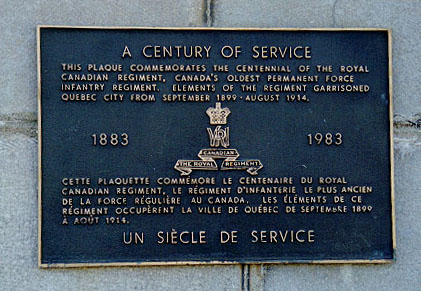 A CENTURY OF SERVICE
THIS PLAQUE COMMEMORATES THE CENTENNIAL OF THE ROYAL
CANADIAN REGIMENT, CANADA'S OLDEST PERMANENT FORCE
INFANTRY REGIMENT. ELEMENTS OF THE REGIMENT GARRISONED
QUEBEC CITY FROM SEPTEMBER 1899 - AUGUST 1914.
1883
VRI
1983
CANADIAN
THE ROYAL REGIMENT
CETTE PLAQUETTE COMMÉMORE LE CENTENAIRE DU ROYAL
CANADIAN REGIMENT, LE RÉGIMENT D'INFANTERIE LE PLUS ANCIEN
DE LA FORCE RÉGULIÈRE AU CANADA. LES ÉLÉMENTS DE CE
RÉGIMENT OCCUPÈRENT LA VILLE DE QUÉBEC DE SEPTEMBRE 1899
À AOÛT 1914.
UN SIÈCLE DE SERVICE